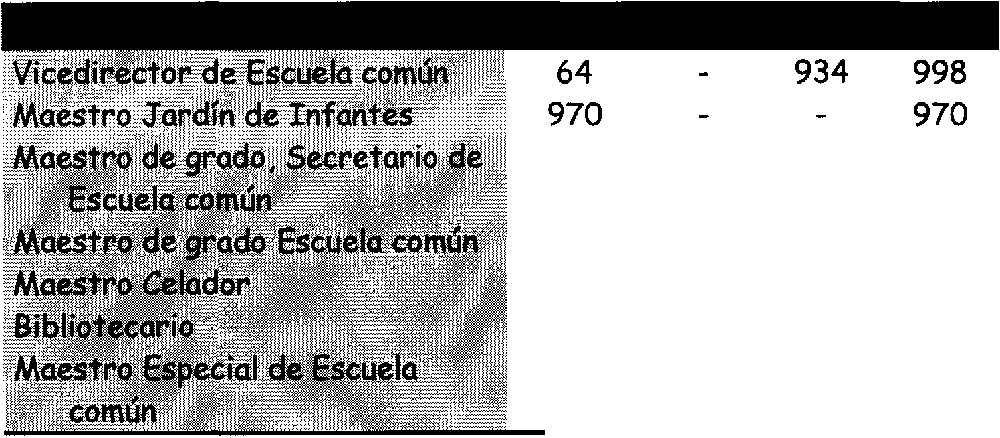 Vicedirector de Escuela común 64 - 934 998
Maestro Jardín de Infantes 970 - - 970
Maestro de grado, Secretario de
Escuela común
Maestro de grado Escuela común
Maestro Celador
Bibliotecario
Maestro Especial de Escuela
común